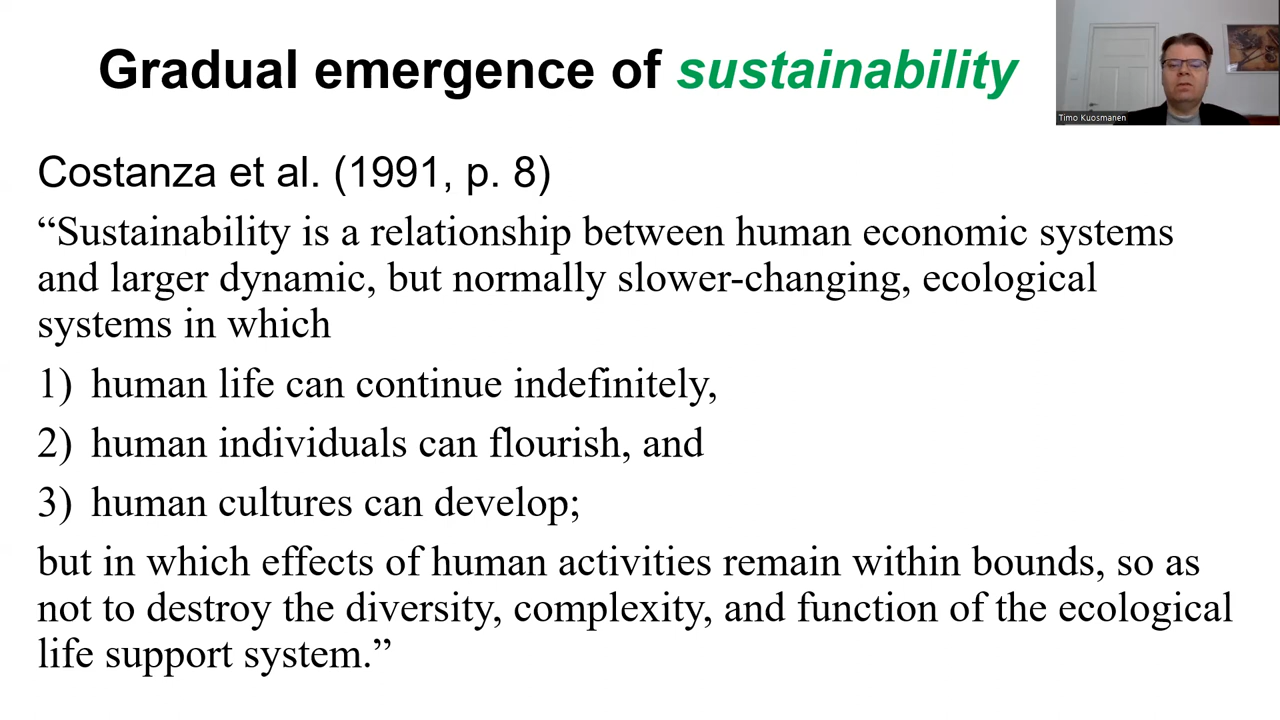 Gradual emergence of sustainability
Timo Kuosmanen
Costanza et al. (1991, p. 8)
“Sustainability is a relationship between human economic systems
and larger dynamic, but normally slower-changing, ecological
systems in which
1) human life can continue indefinitely,
2) human individuals can flourish, and
3) human cultures can develop;
but in which effects of human activities remain within bounds, so as
not to destroy the diversity, complexity, and function of the ecological
life support system.”